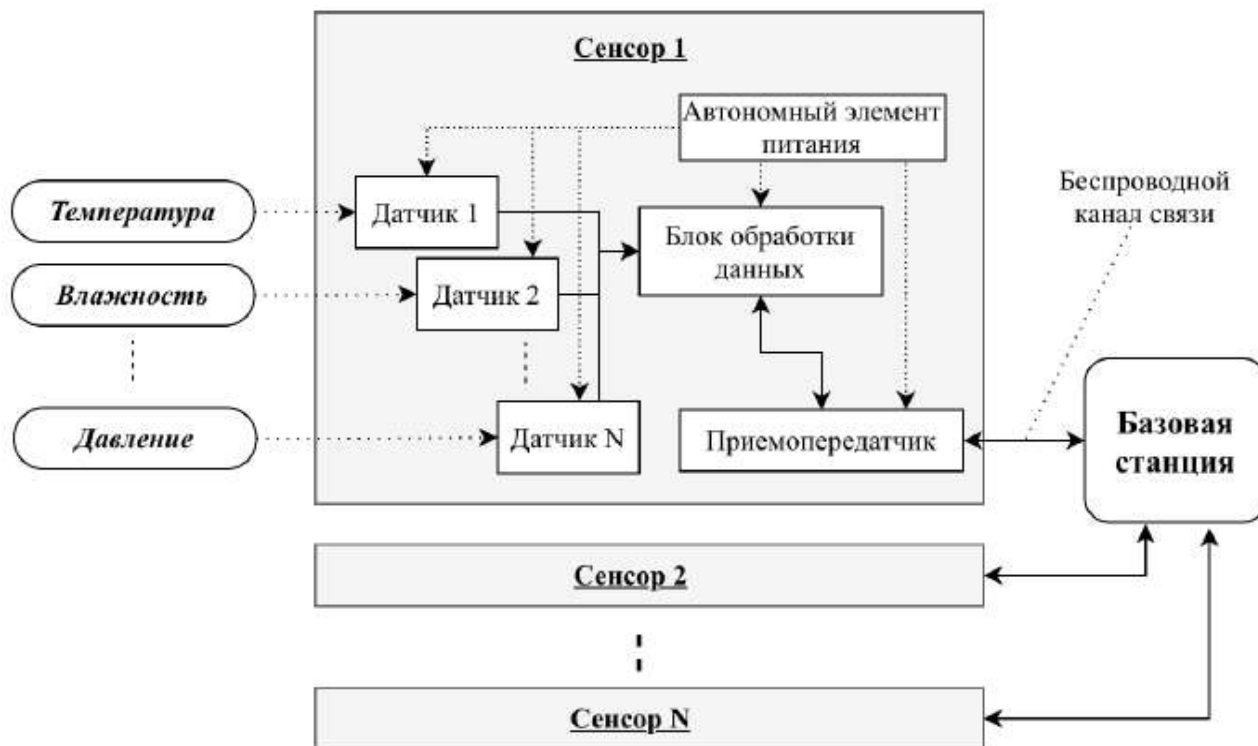 Сенсор 1
Автономный элемент
питания
Беспроводной
канал связи
Температура
Датчик 1
Блок обработки
данных
Влажность
Датчик 2
Давление
Датчик N
Приемопередатчик
Базовая
станция
Сенсор 2
Сенсор N